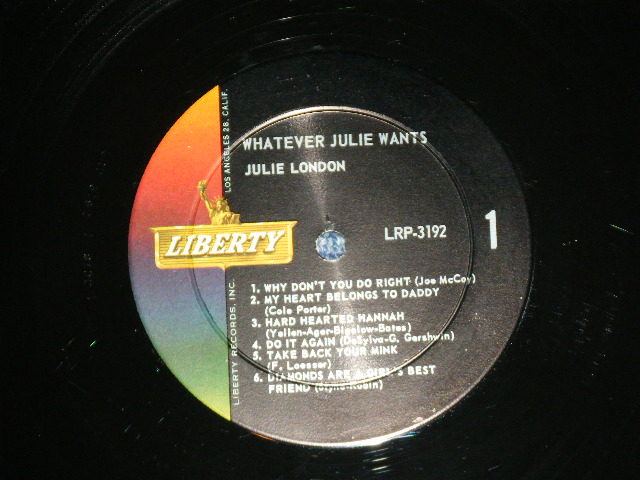 LOS ANGELES 28, CALIF.
WHATEVER JULIE WANTS
JULIE LONDON
LIBERTY
LRP-3192
1
LIBERTY RECORDS, INC.
1. WHY DON'T YOU DO RIGHT (Joe McCoy)
2. MY HEART BELONGS TO DADDY
(Cole Porter)
3. HARD HEARTED HANNAH
(Yellen-Ager-Bigelow-Bates)
4. DO IT AGAIN (DeSylva-G. Gershwin)
5. TAKE BACK YOUR MINK
(F. Loesser)
6. DIAMONDS ARE A GIRL'S BEST
FRIEND (Styne-Robin)